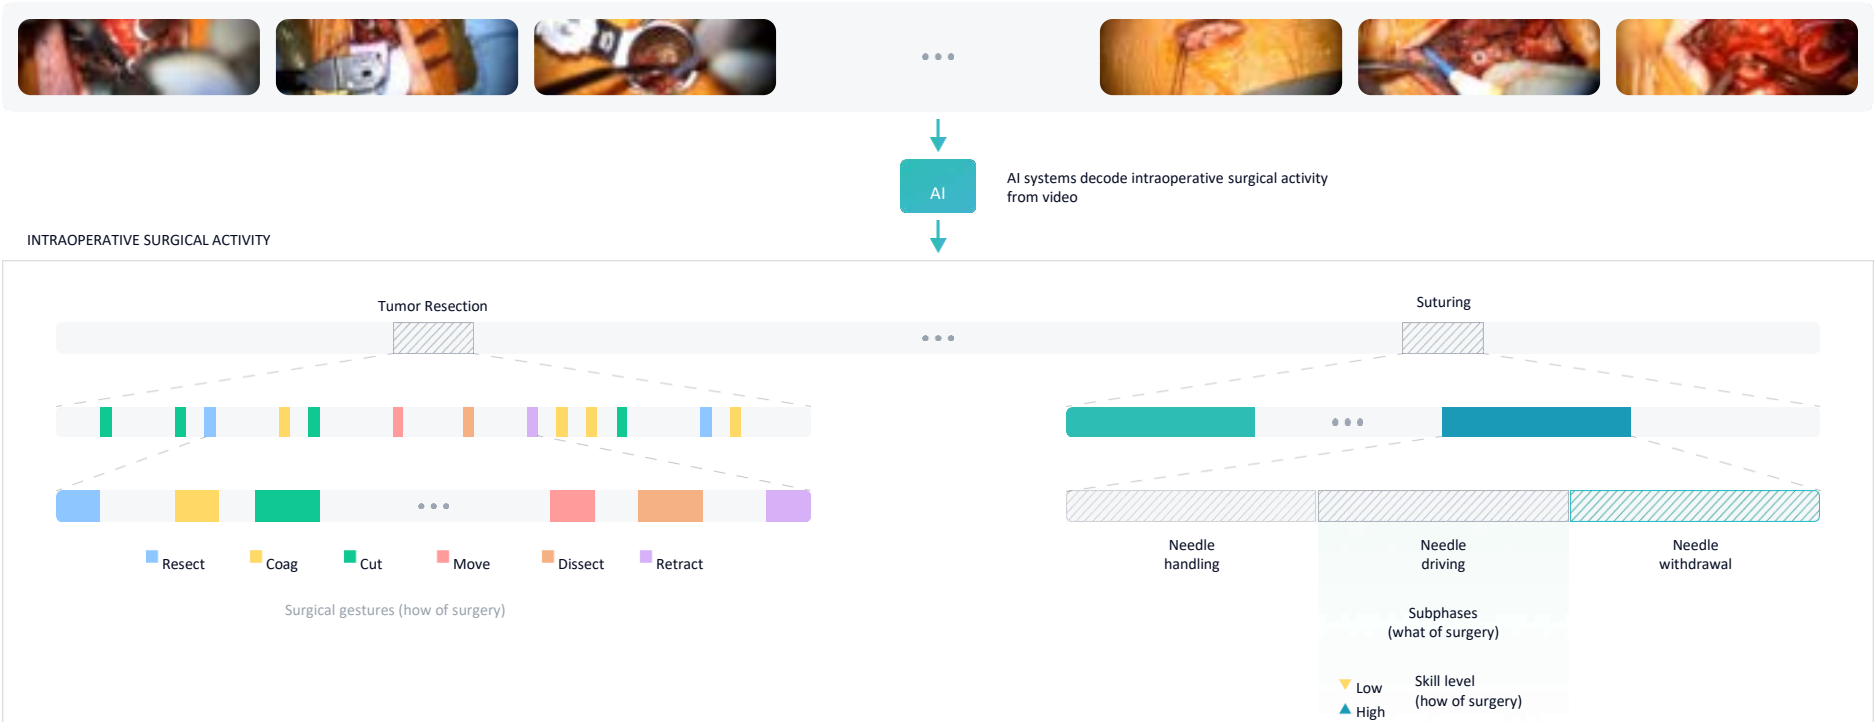 AI
AI systems decode intraoperative surgical activity
from video
INTRAOPERATIVE SURGICAL ACTIVITY
Tumor Resection
Suturing
Resect
Coag
Cut
Move
Dissect
Retract
Surgical gestures (how of surgery)
Needle
handling
Needle
driving
Needle
withdrawal
Subphases
(what of surgery)
Low
High
Skill level
(how of surgery)